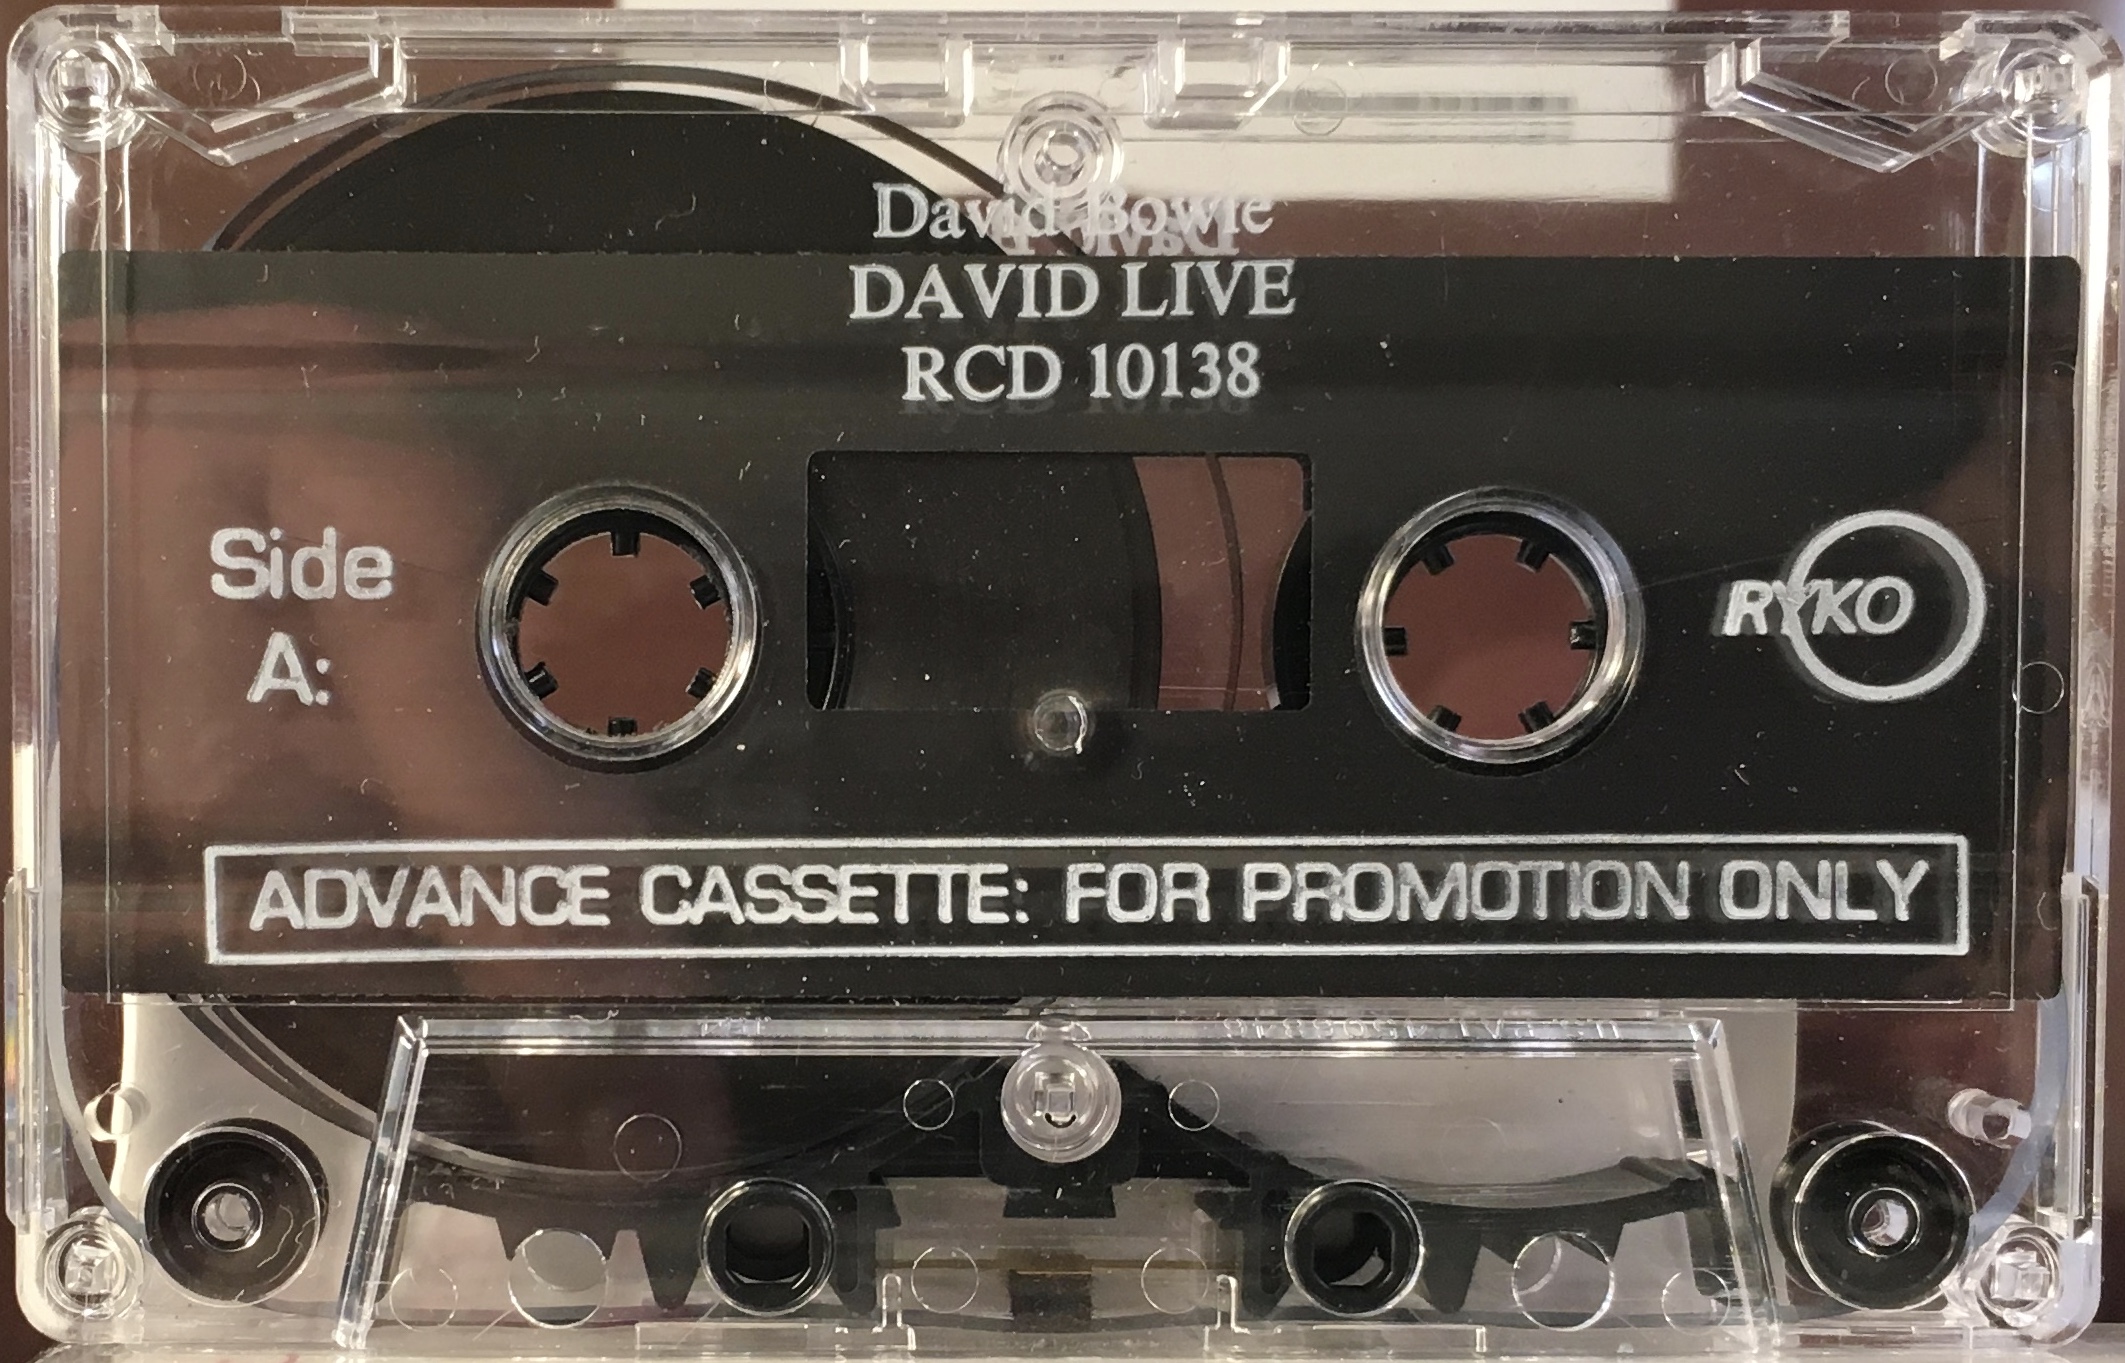 David Bowie
DAVID LIVE
RCD 10138
Side
A:
RYKO
ADVANCE CASSETTE: FOR PROMOTION ONLY